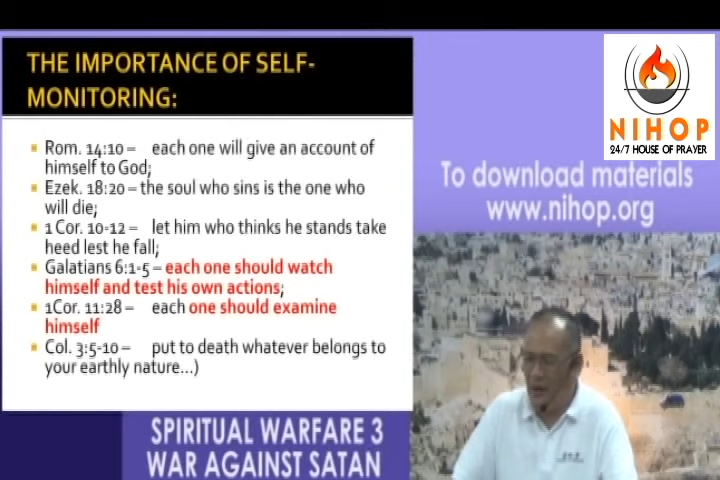 THE IMPORTANCE OF SELF-
MONITORING:
Rom. 14:10 – each one will give an account of
himself to God;
Ezek. 18:20 – the soul who sins is the one who
will die;
1 Cor. 10-12 – let him who thinks he stands take
heed lest he fall;
Galatians 6:1-5 – each one should watch
himself and test his own actions;
1Cor. 11:28 – each one should examine
himself
Col. 3:5-10 – put to death whatever belongs to
your earthly nature...)
NIHOP
24/7 HOUSE OF PRAYER
To download materials
www.nihop.org
SPIRITUAL WARFARE 3
WAR AGAINST SATAN